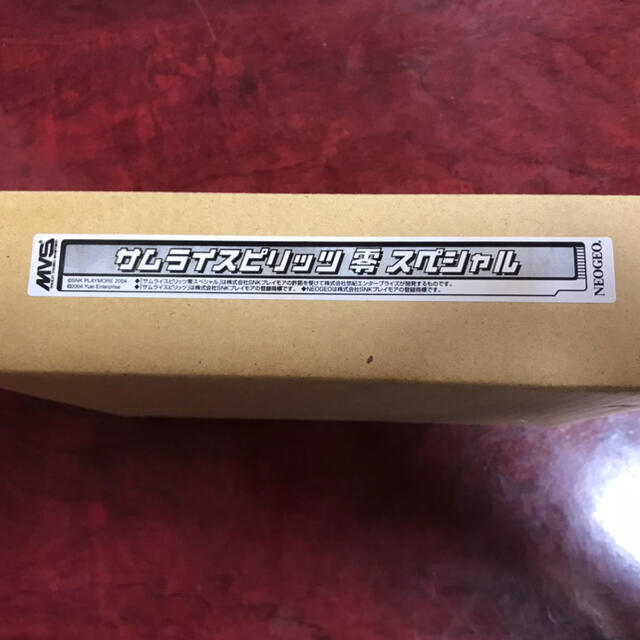 MVS
サムライスピリッツ 零 スペシャル
©SNK PLAYMORE 2004 ◆「サムライスピリッツ零スペシャル」は株式会社SNKプレイモアの許諾を受けて株式会社悠紀エンタープライズが開発するものです。
©2004 Yuki Enterprise ◆「サムライスピリッツ」は株式会社SNKプレイモアの登録商標です。 ◆NEOGEOは株式会社SNKプレイモアの登録商標です。
NEOGEO.